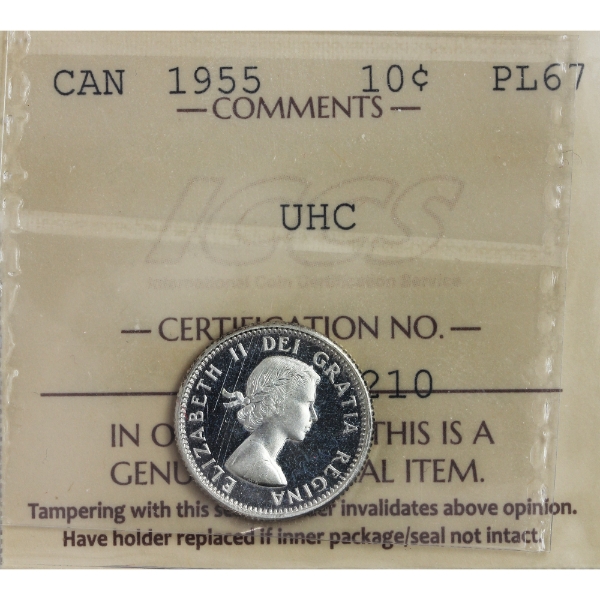 CAN 1955 10¢ PL67
— COMMENTS —
ICCS
UHC
International Coin Certification Service
— CERTIFICATION NO. —
210
IN O THIS IS A
GENU AL ITEM.
Tampering with this s er invalidates above opinion.
Have holder replaced if inner package/seal not intact.
ELIZABETH II DEI GRATIA REGINA